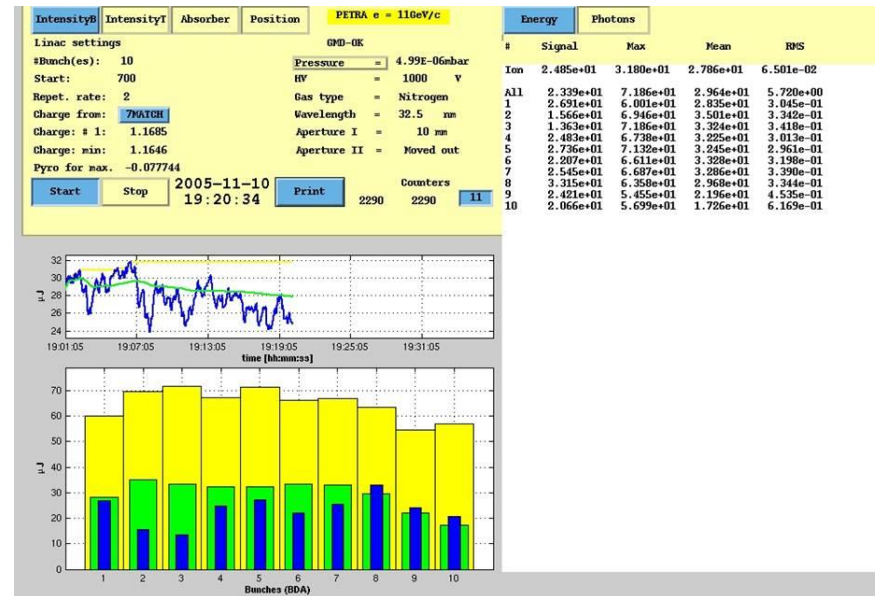 IntensityB IntensityT Absorber Position PETRA e = 11GeV/c
Linac settings GMD-OK
#Bunch(es): 10 Pressure = 4.99E-06mbar
Start: 700 HV = 1000 V
Repet. rate: 2 Gas type = Nitrogen
Charge from: 7MATCH Wavelength = 32.5 nm
Charge: # 1: 1.1685 Aperture I = 10 mm
Charge: min: 1.1646 Aperture II = Moved out
Pyro for max. -0.077744
Start Stop 2005-11-10 19:20:34 Print Counters
2290 2290 11
Energy Photons
# Signal Max Mean RMS
Ion 2.485e+01 3.180e+01 2.786e+01 6.501e-02
All 2.339e+01 7.186e+01 2.964e+01 5.720e+00
1 2.691e+01 6.001e+01 2.835e+01 3.045e-01
2 1.566e+01 6.946e+01 3.501e+01 3.342e-01
3 1.363e+01 7.186e+01 3.324e+01 3.418e-01
4 2.483e+01 6.738e+01 3.225e+01 3.013e-01
5 2.736e+01 7.132e+01 3.245e+01 2.961e-01
6 2.207e+01 6.611e+01 3.328e+01 3.198e-01
7 2.545e+01 6.687e+01 3.286e+01 3.390e-01
8 3.315e+01 6.358e+01 2.968e+01 3.344e-01
9 2.421e+01 5.455e+01 2.196e+01 4.535e-01
10 2.066e+01 5.699e+01 1.726e+01 6.169e-01
32
30
28
26
24
µJ
19:01:05 19:07:05 19:13:05 19:19:05 19:25:05 19:31:05
time [hh:mm:ss]
70
60
50
40
30
20
10
0
µJ
1 2 3 4 5 6 7 8 9 10
Bunches (BDA)